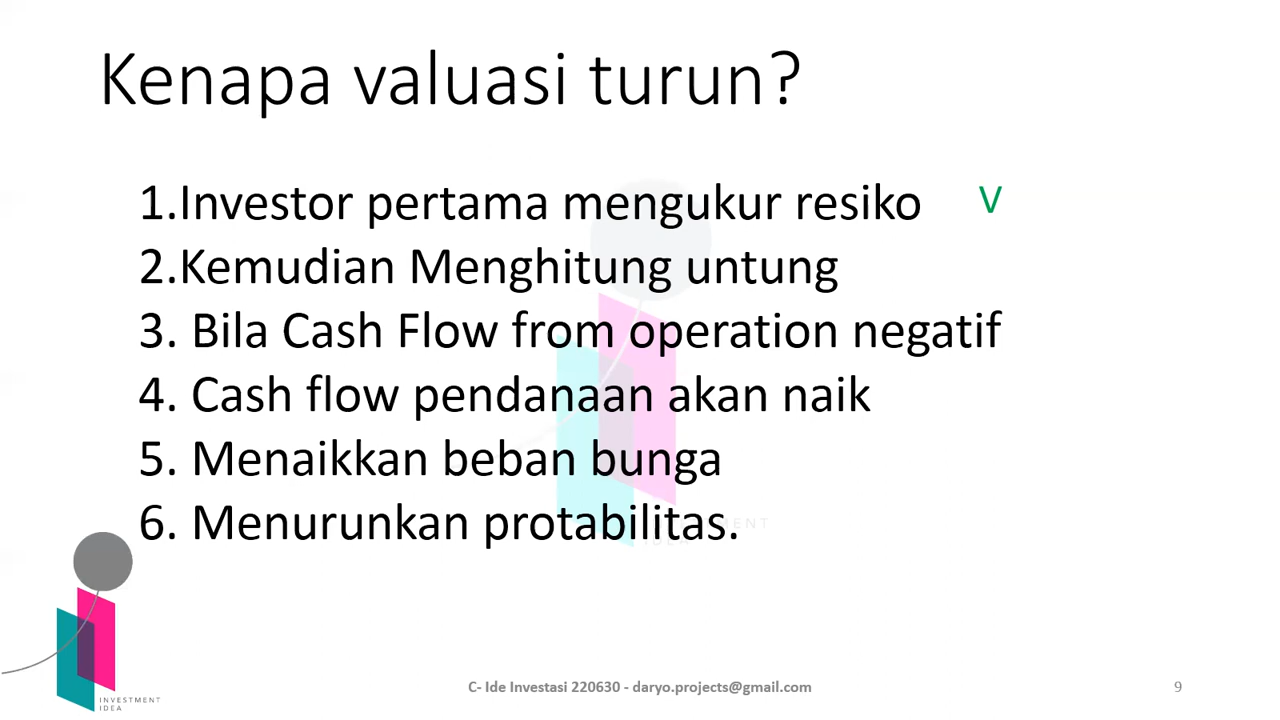 Kenapa valuasi turun?
1.Investor pertama mengukur resiko V
2.Kemudian Menghitung untung
3. Bila Cash Flow from operation negatif
4. Cash flow pendanaan akan naik
5. Menaikkan beban bunga
6. Menurunkan protabilitas.
INVESTMENT
IDEA
C- Ide Investasi 220630 - daryo.projects@gmail.com
9